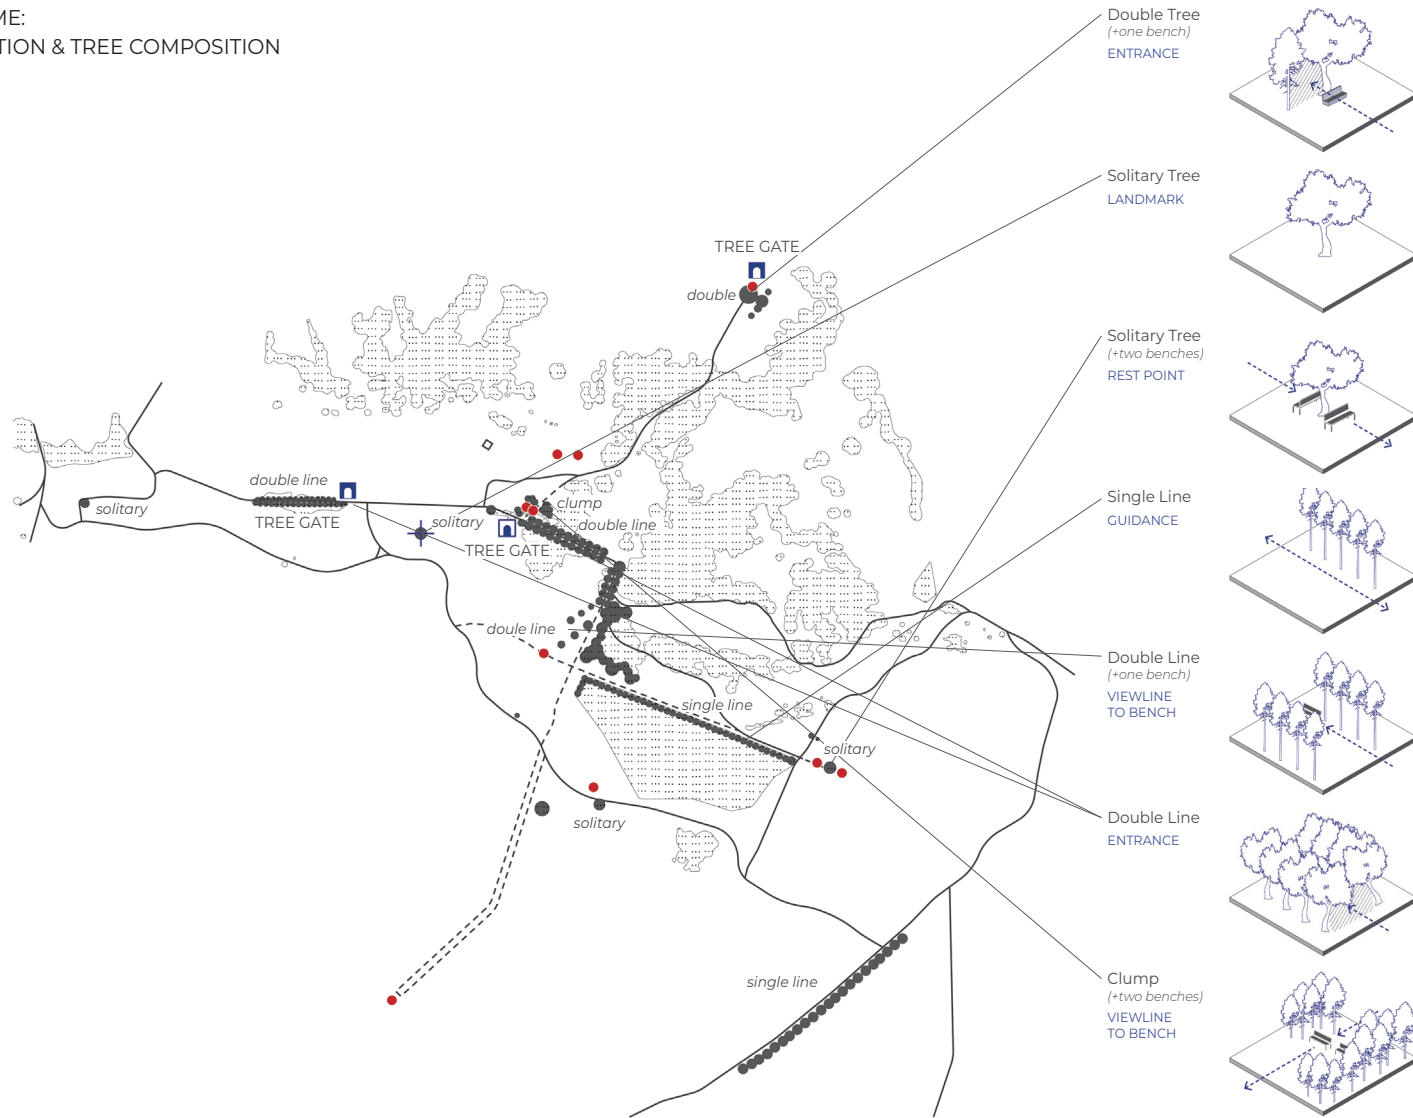 ME:
TION & TREE COMPOSITION
Double Tree
(+one bench)
ENTRANCE
Solitary Tree
LANDMARK
TREE GATE
double
Solitary Tree
(+two benches)
REST POINT
double line
solitary
TREE GATE
solitary
clump
double line
TREE GATE
Single Line
GUIDANCE
doule line
Double Line
(+one bench)
VIEWLINE
TO BENCH
single line
solitary
solitary
Double Line
ENTRANCE
single line
Clump
(+two benches)
VIEWLINE
TO BENCH